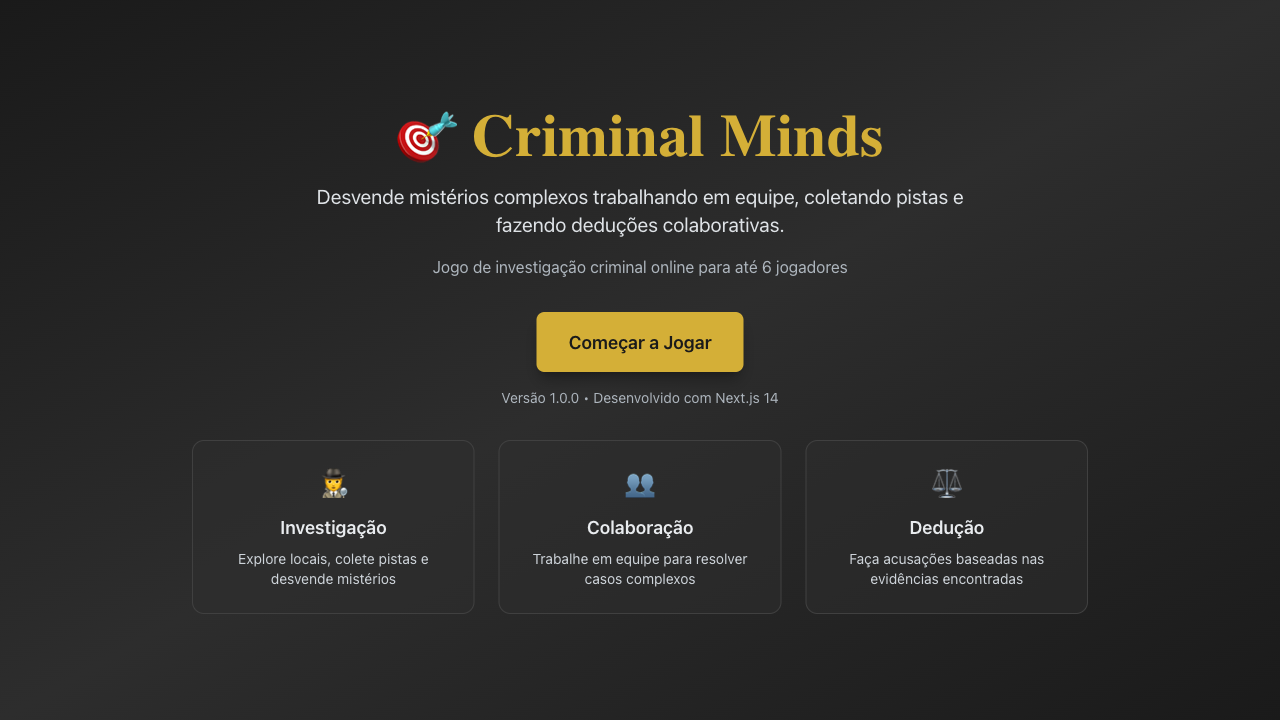 Criminal Minds
Desvende mistérios complexos trabalhando em equipe, coletando pistas e
fazendo deduções colaborativas.
Jogo de investigação criminal online para até 6 jogadores
Começar a Jogar
Versão 1.0.0 • Desenvolvido com Next.js 14
Investigação
Explore locais, colete pistas e
desvende mistérios
Colaboração
Trabalhe em equipe para resolver
casos complexos
Dedução
Faça acusações baseadas nas
evidências encontradas